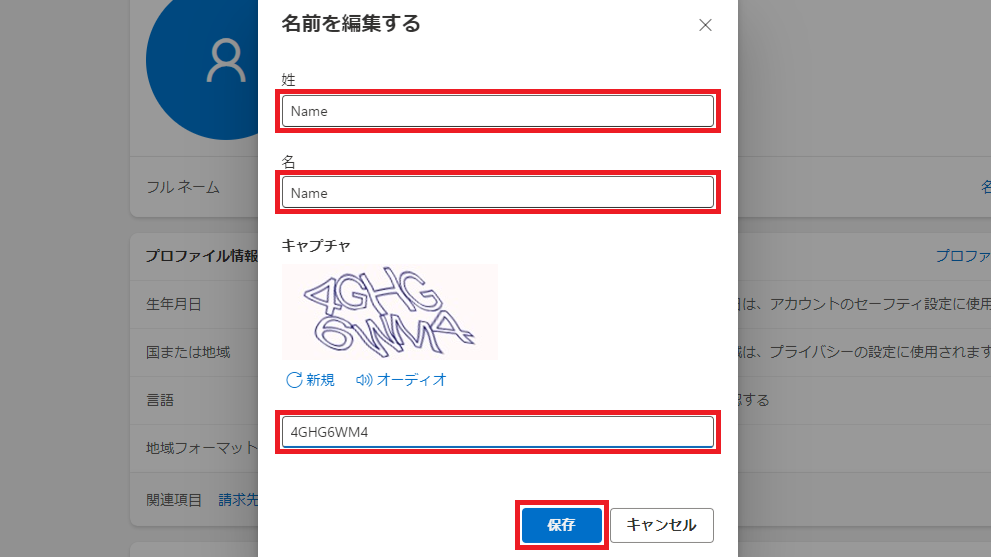 名前を編集する
姓
Name
名
Name
フル ネーム
名
キャプチャ
プロファイル情報
プロファ
4GHG
6WM4
生年月日
日は、アカウントのセーフティ設定に使用
国または地域
域は、プライバシーの設定に使用されます
新規
オーディオ
言語
認する
4GHG6WM4
地域フォーマット
関連項目
請求先
保存
キャンセル